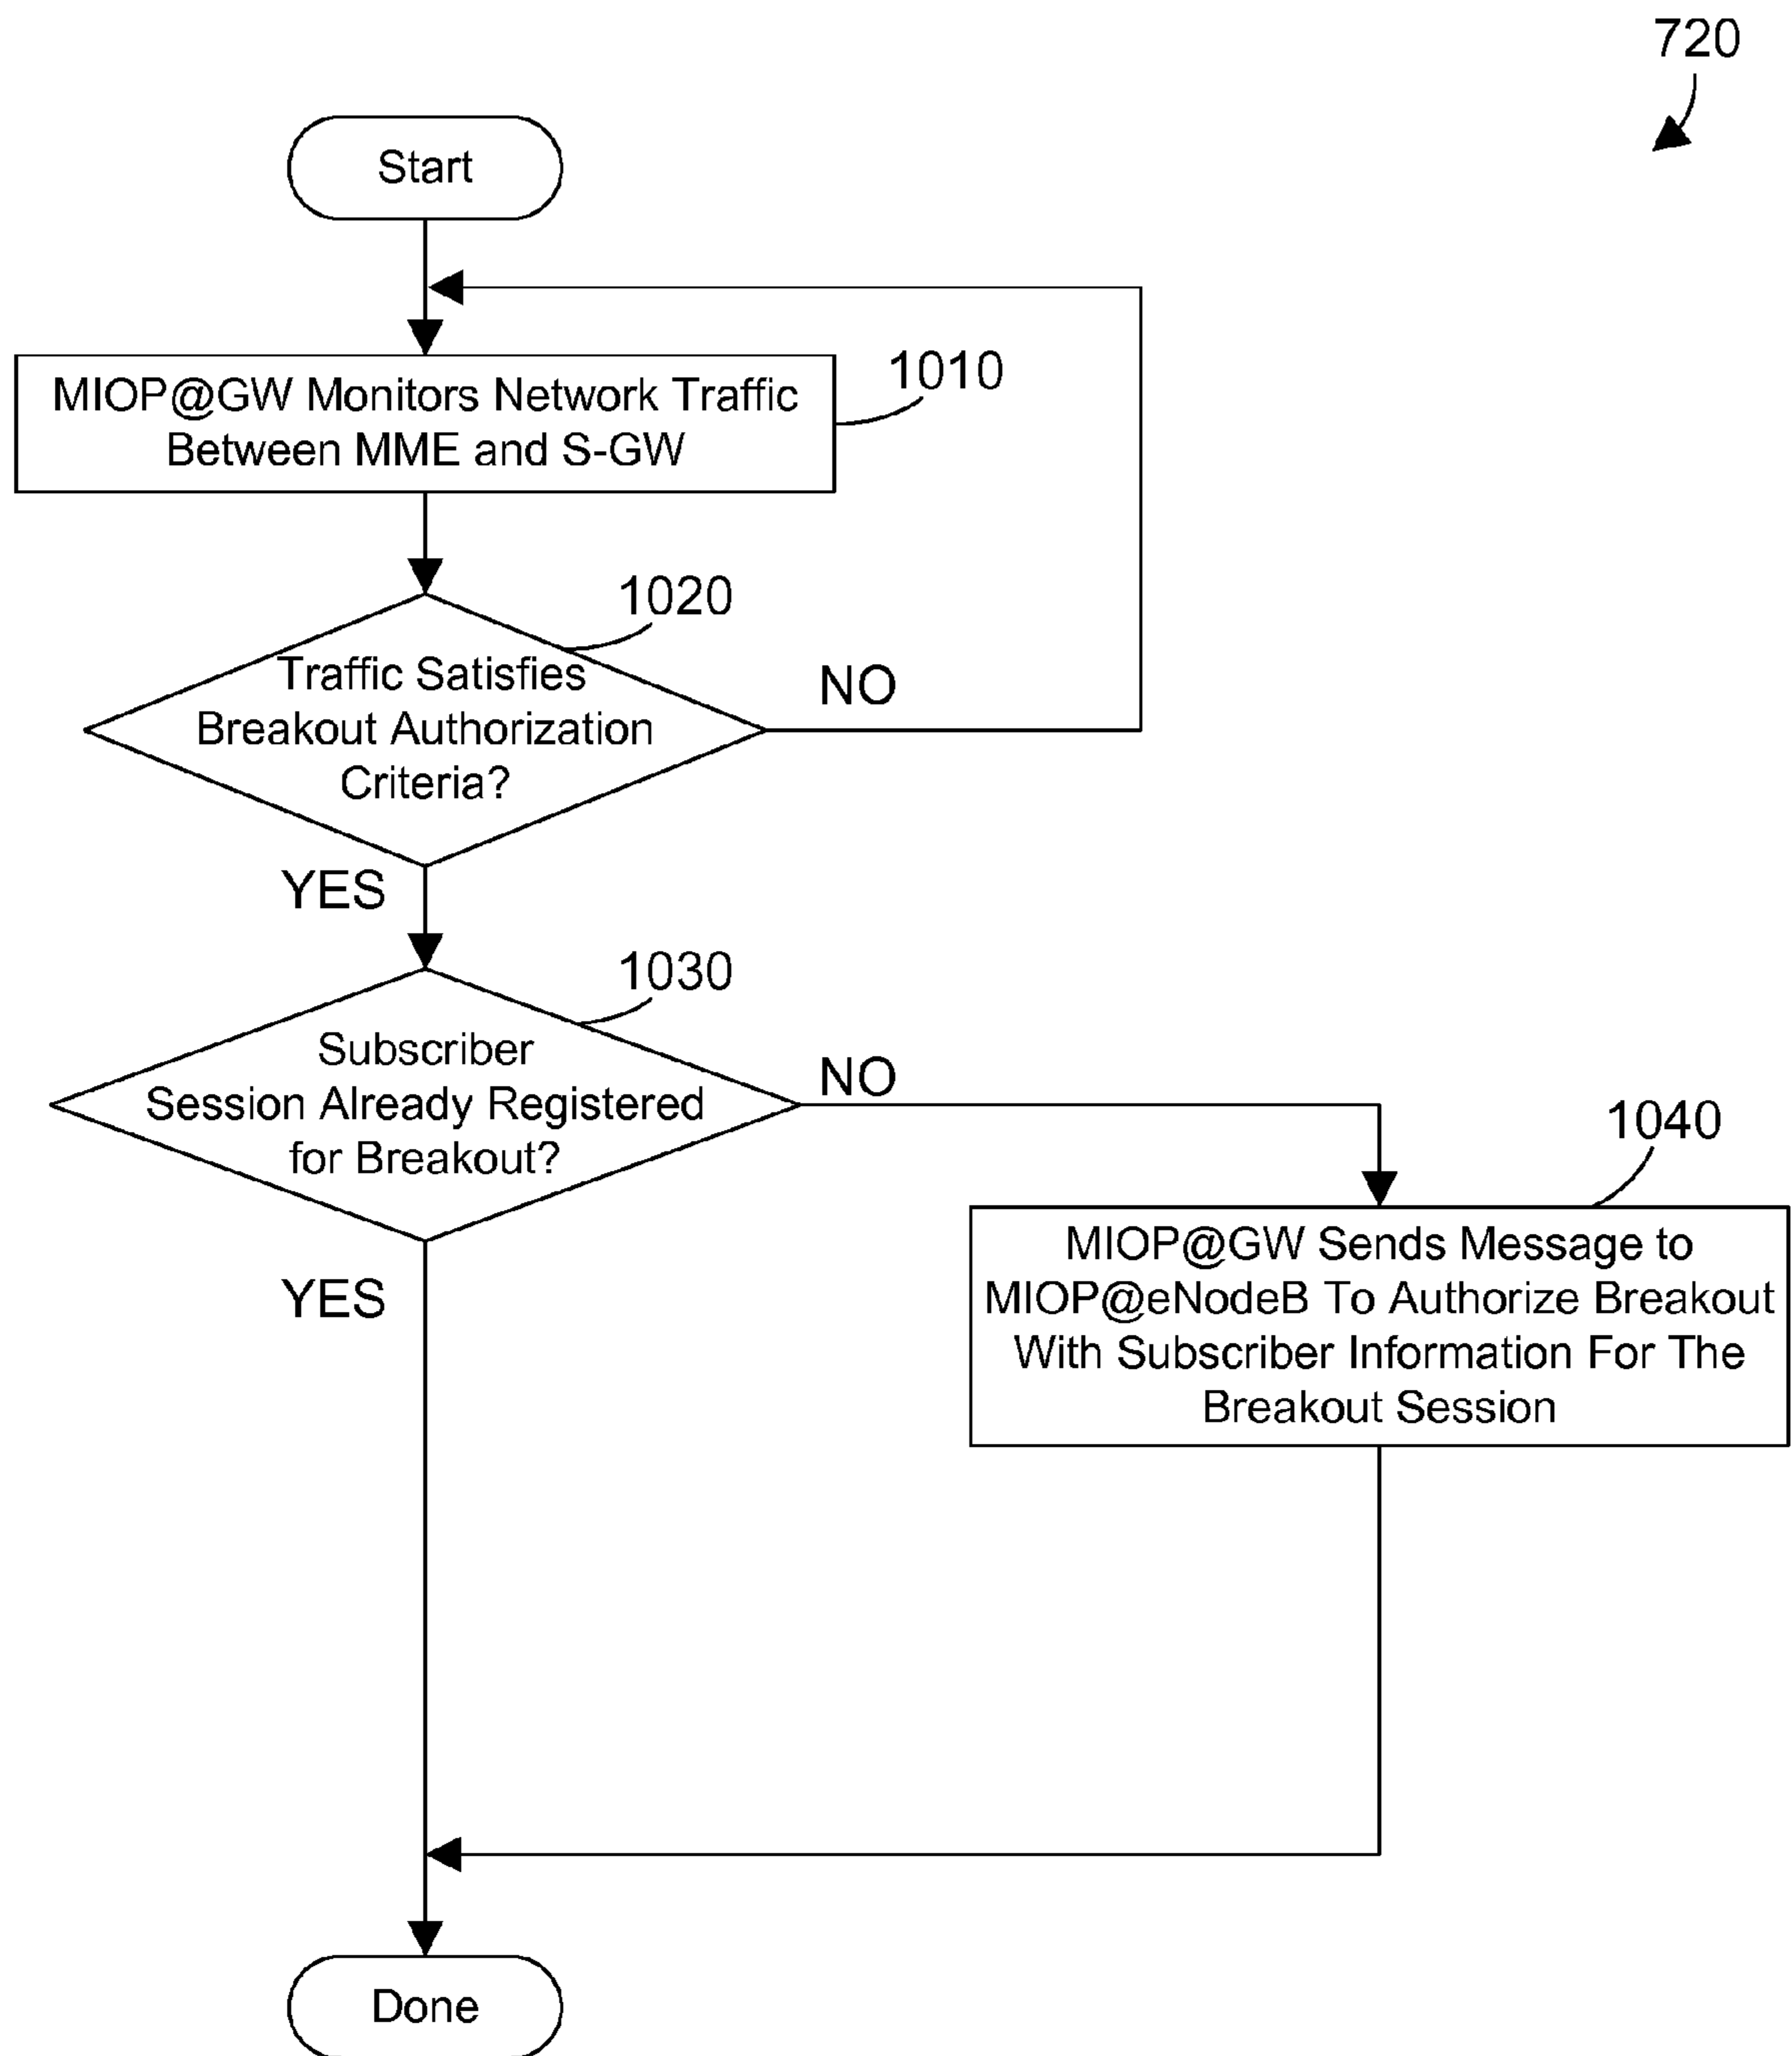 720
Start
MIOP@GW Monitors Network Traffic
Between MME and S-GW
1010
Traffic Satisfies
Breakout Authorization
Criteria?
1020
NO
YES
Subscriber
Session Already Registered
for Breakout?
1030
NO
YES
1040
MIOP@GW Sends Message to
MIOP@eNodeB To Authorize Breakout
With Subscriber Information For The
Breakout Session
Done